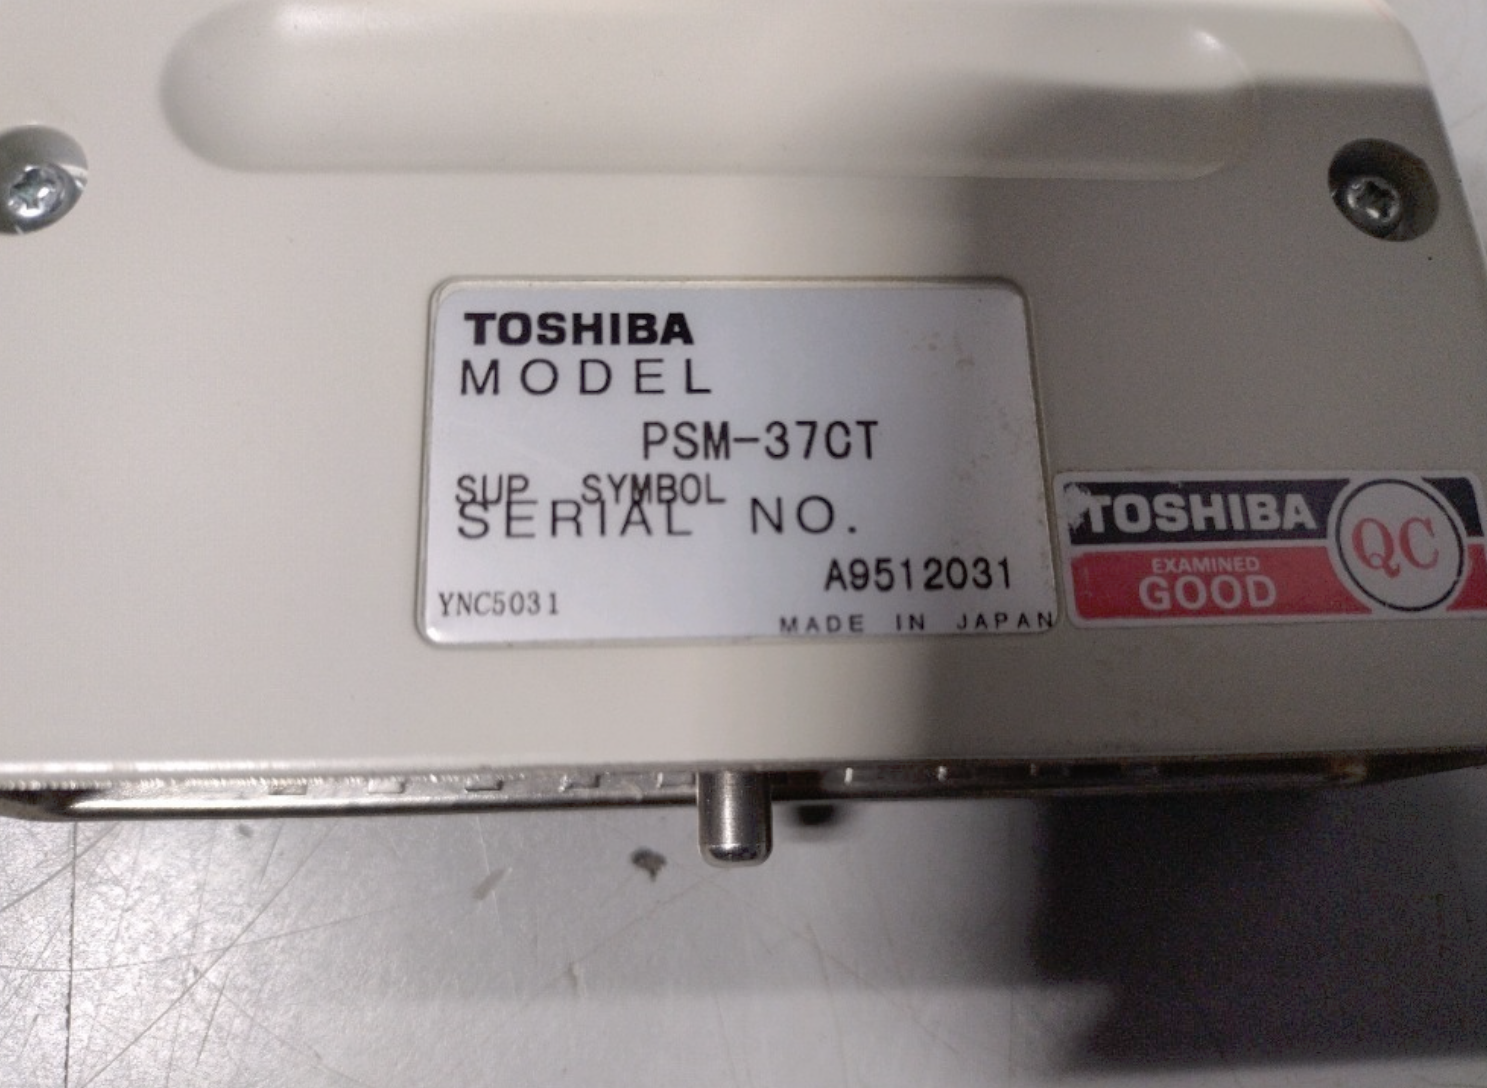 TOSHIBA
MODEL
PSM-37CT
SUP SYMBOL
SERIAL NO.
A9512031
YNC5031
MADE IN JAPAN
TOSHIBA
EXAMINED
GOOD
QC